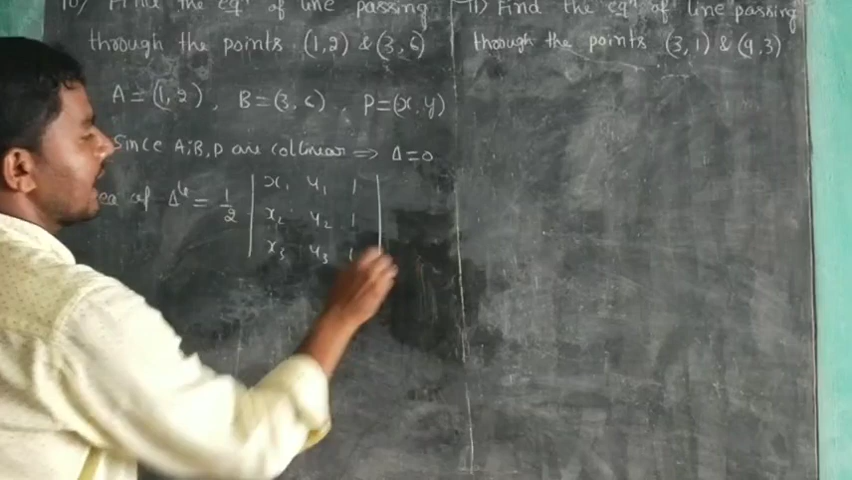 10) Find the eqⁿ of line passing
through the points (1,2) & (3,6)
A=(1,2), B=(3,6), P=(x,y)
Since A,B,P are collinear ⇒ Δ=0
of Δˡᵉ = 1/2 | x₁ y₁ 1 |
x₂ y₂ 1
x₃ y₃ 1
11) Find the eqⁿ of line passing
through the points (3,1) & (9,3)